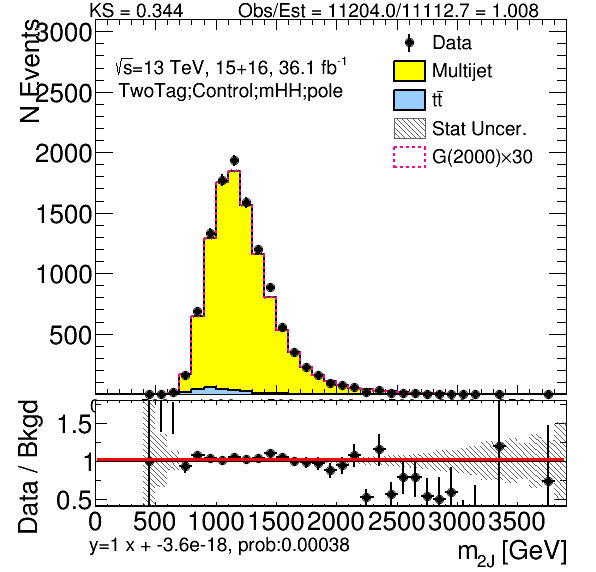 KS = 0.344 Obs/Est = 11204.0/11112.7 = 1.008
N Events
3000
2500
2000
1500
1000
500
√s=13 TeV, 15+16, 36.1 fb⁻¹
TwoTag;Control;mHH;pole
Data
Multijet
tt̄
Stat Uncer.
G(2000)×30
Data / Bkgd
1.5
1
0.5
0 500 1000 1500 2000 2500 3000 3500
y=1 x + -3.6e-18, prob:0.00038
m₂J [GeV]